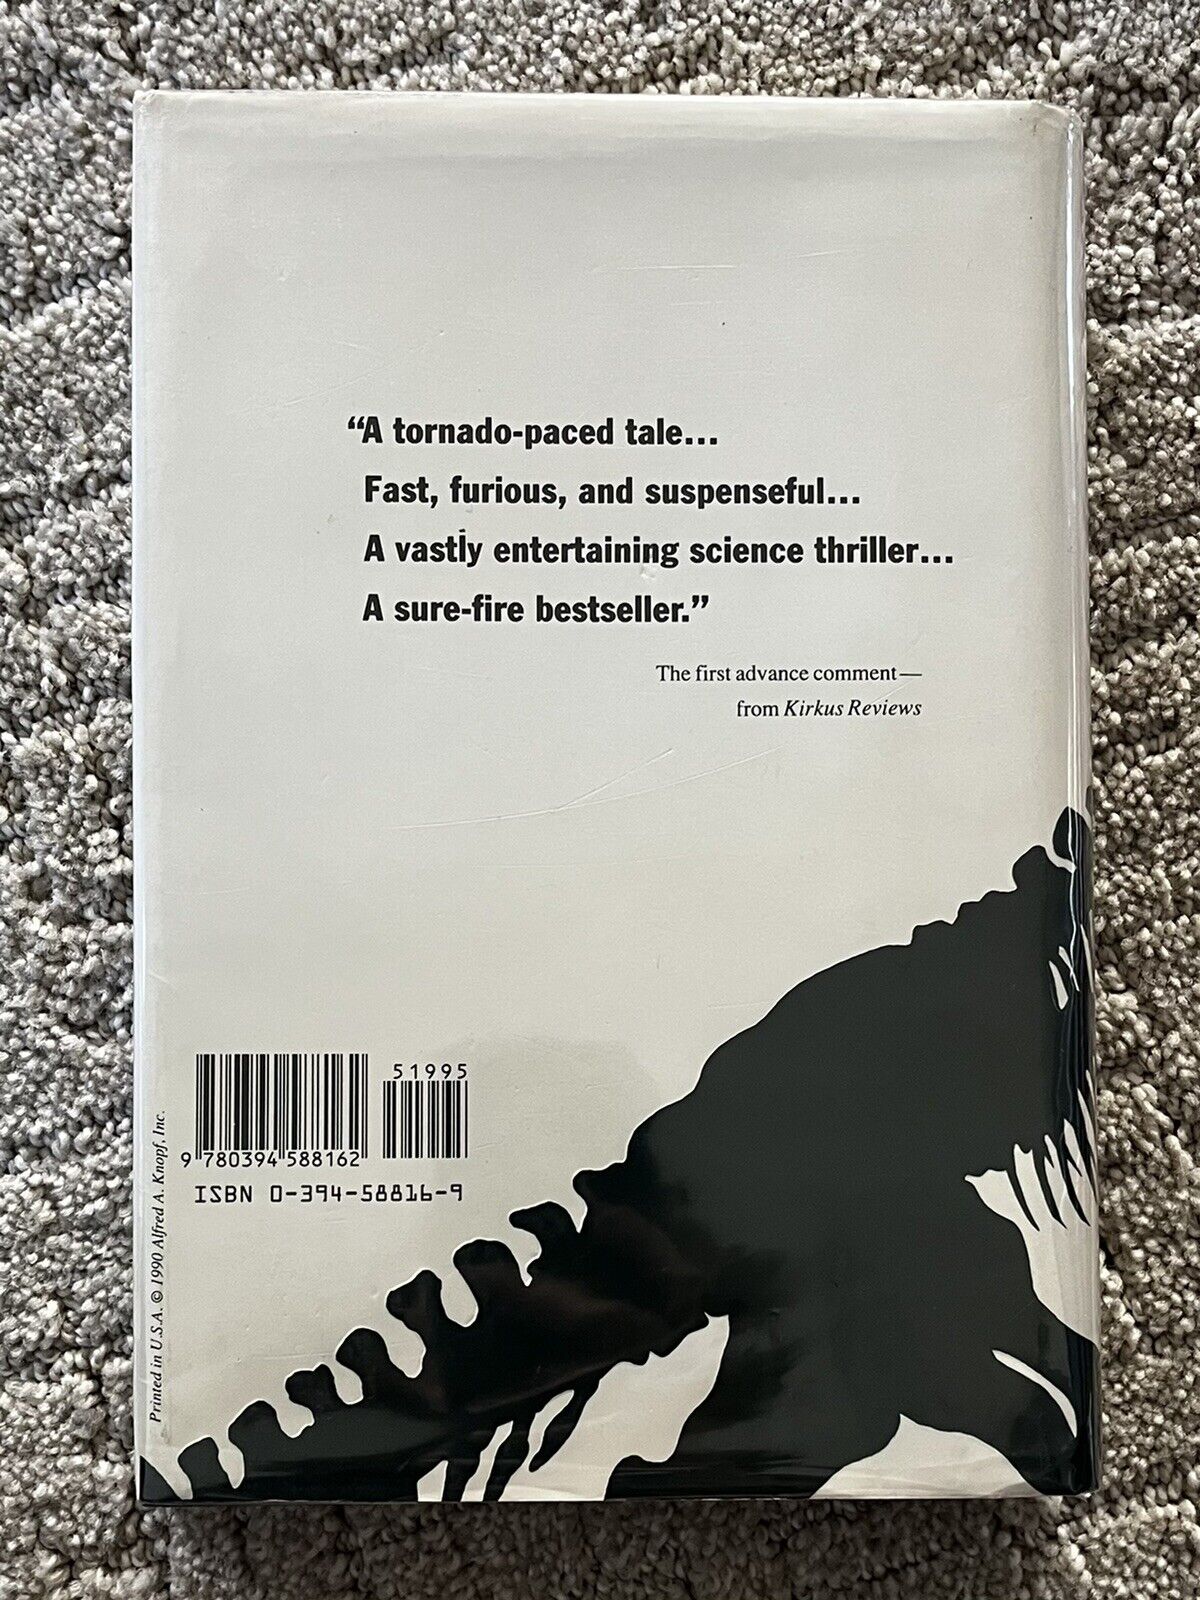 “A tornado-paced tale...
Fast, furious, and suspenseful...
A vastly entertaining science thriller...
A sure-fire bestseller.”
The first advance comment—
from Kirkus Reviews
51995
9 780394 588162
ISBN 0-394-58816-9
Printed in U.S.A. © 1990 Alfred A. Knopf, Inc.